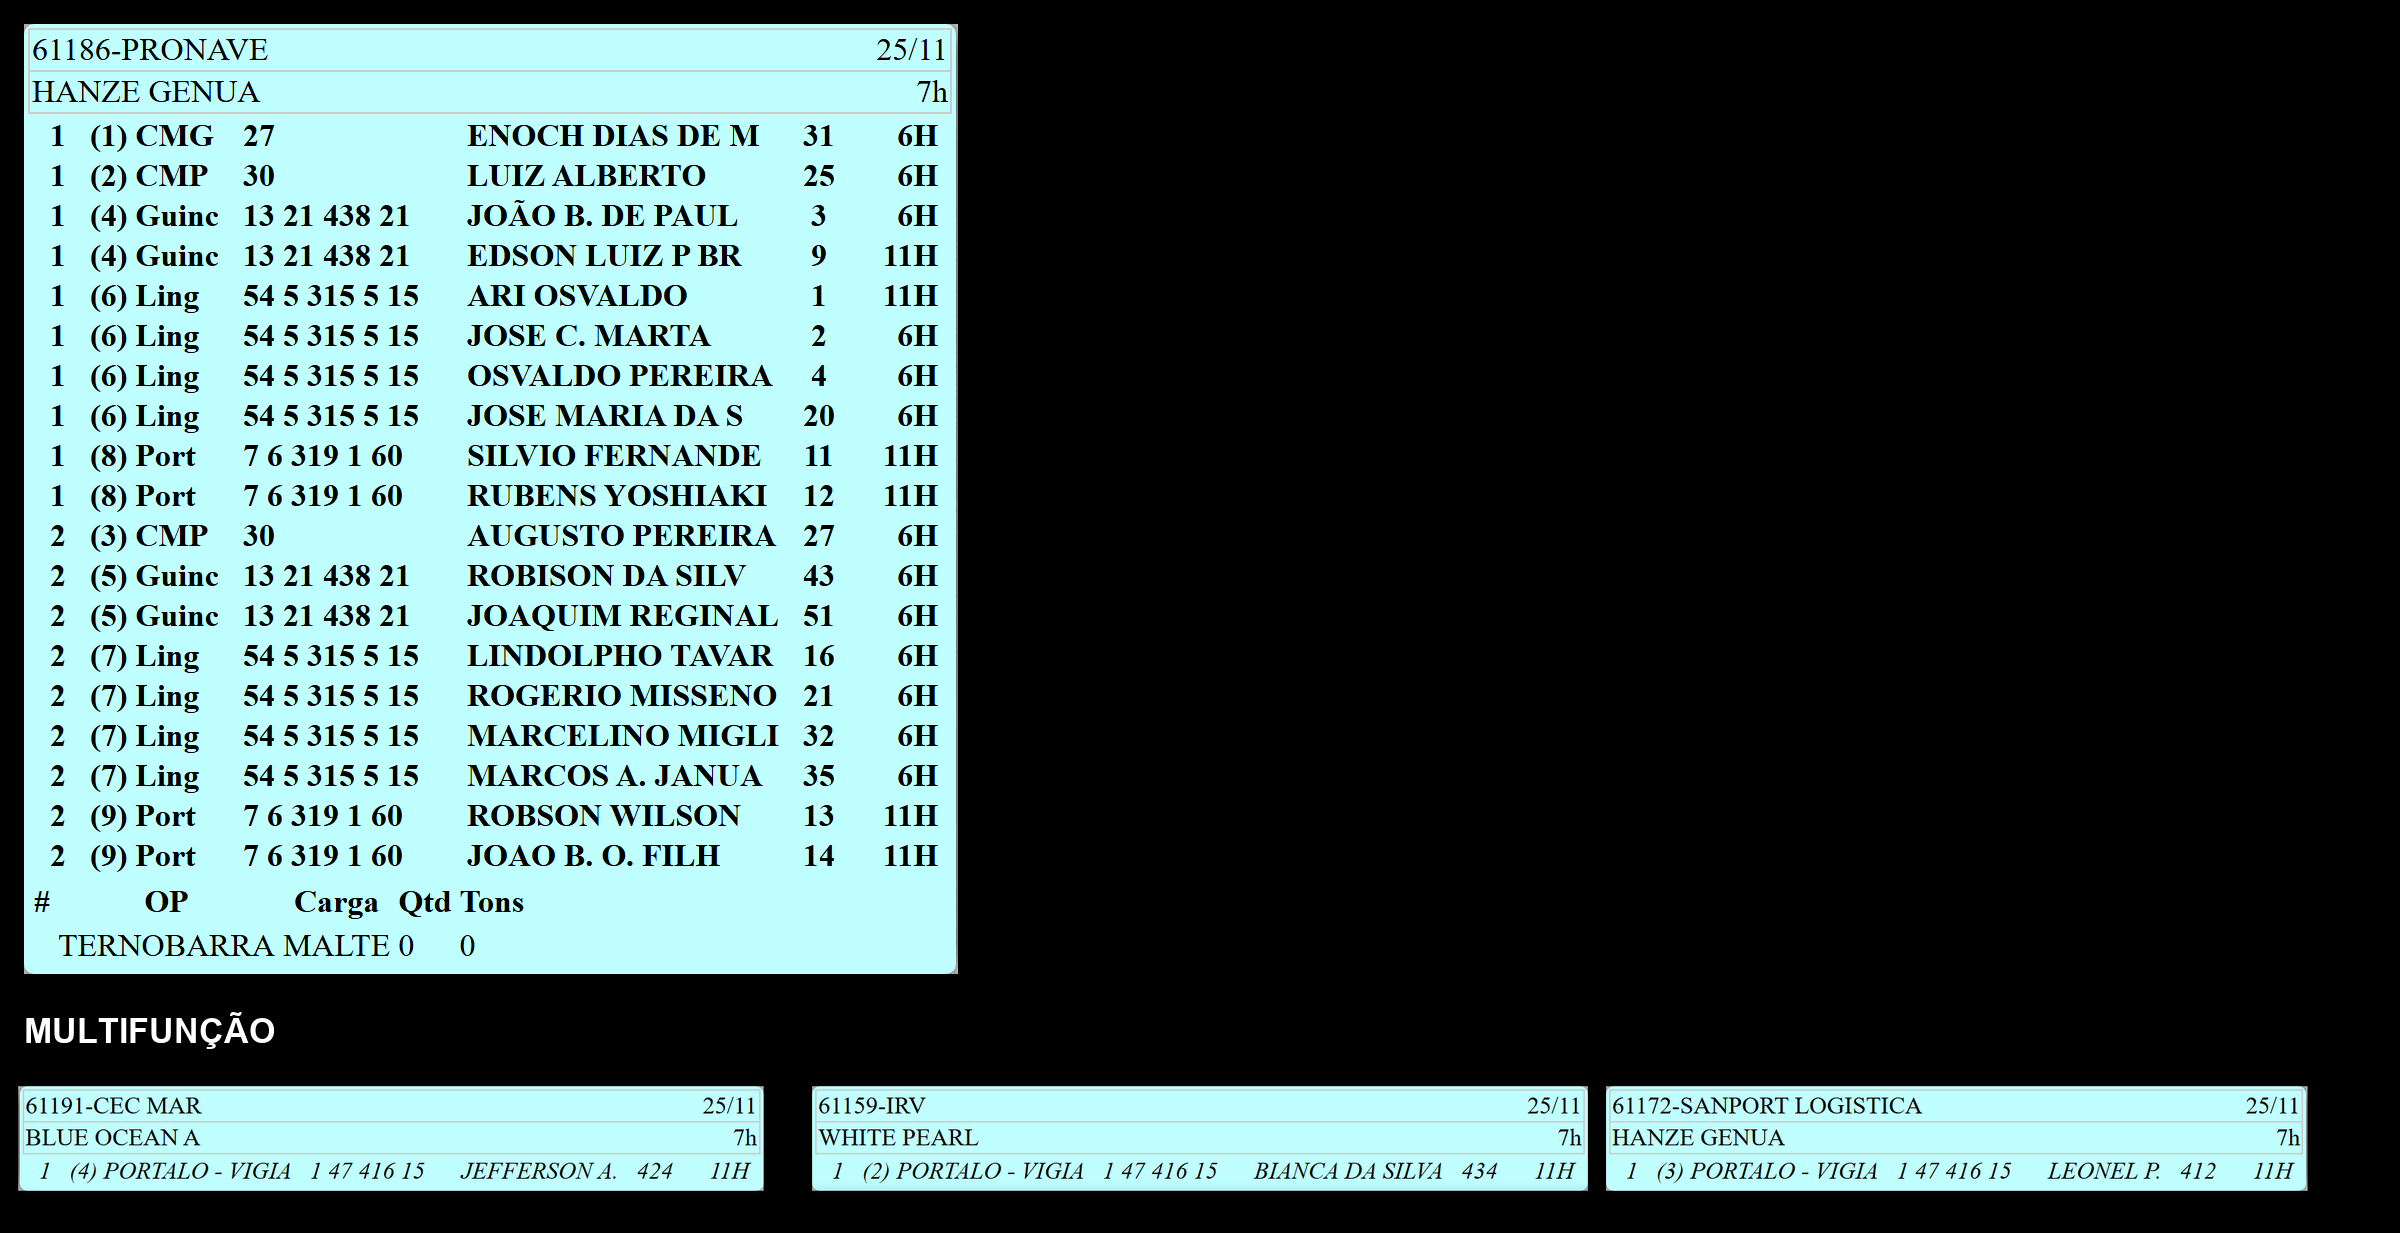 61186-PRONAVE 25/11
HANZE GENUA 7h
1 (1) CMG 27 ENOCH DIAS DE M 31 6H
1 (2) CMP 30 LUIZ ALBERTO 25 6H
1 (4) Guinc 13 21 438 21 JOÃO B. DE PAUL 3 6H
1 (4) Guinc 13 21 438 21 EDSON LUIZ P BR 9 11H
1 (6) Ling 54 5 315 5 15 ARI OSVALDO 1 11H
1 (6) Ling 54 5 315 5 15 JOSE C. MARTA 2 6H
1 (6) Ling 54 5 315 5 15 OSVALDO PEREIRA 4 6H
1 (6) Ling 54 5 315 5 15 JOSE MARIA DA S 20 6H
1 (8) Port 7 6 319 1 60 SILVIO FERNANDE 11 11H
1 (8) Port 7 6 319 1 60 RUBENS YOSHIAKI 12 11H
2 (3) CMP 30 AUGUSTO PEREIRA 27 6H
2 (5) Guinc 13 21 438 21 ROBISON DA SILV 43 6H
2 (5) Guinc 13 21 438 21 JOAQUIM REGINAL 51 6H
2 (7) Ling 54 5 315 5 15 LINDOLPHO TAVAR 16 6H
2 (7) Ling 54 5 315 5 15 ROGERIO MISSENO 21 6H
2 (7) Ling 54 5 315 5 15 MARCELINO MIGLI 32 6H
2 (7) Ling 54 5 315 5 15 MARCOS A. JANUA 35 6H
2 (9) Port 7 6 319 1 60 ROBSON WILSON 13 11H
2 (9) Port 7 6 319 1 60 JOAO B. O. FILH 14 11H
# OP Carga Qtd Tons
TERNOBARRA MALTE 0 0
MULTIFUNÇÃO
61191-CEC MAR 25/11
BLUE OCEAN A 7h
1 (4) PORTALO - VIGIA 1 47 416 15 JEFFERSON A. 424 11H
61159-IRV 25/11
WHITE PEARL 7h
1 (2) PORTALO - VIGIA 1 47 416 15 BIANCA DA SILVA 434 11H
61172-SANPORT LOGISTICA 25/11
HANZE GENUA 7h
1 (3) PORTALO - VIGIA 1 47 416 15 LEONEL P. 412 11H